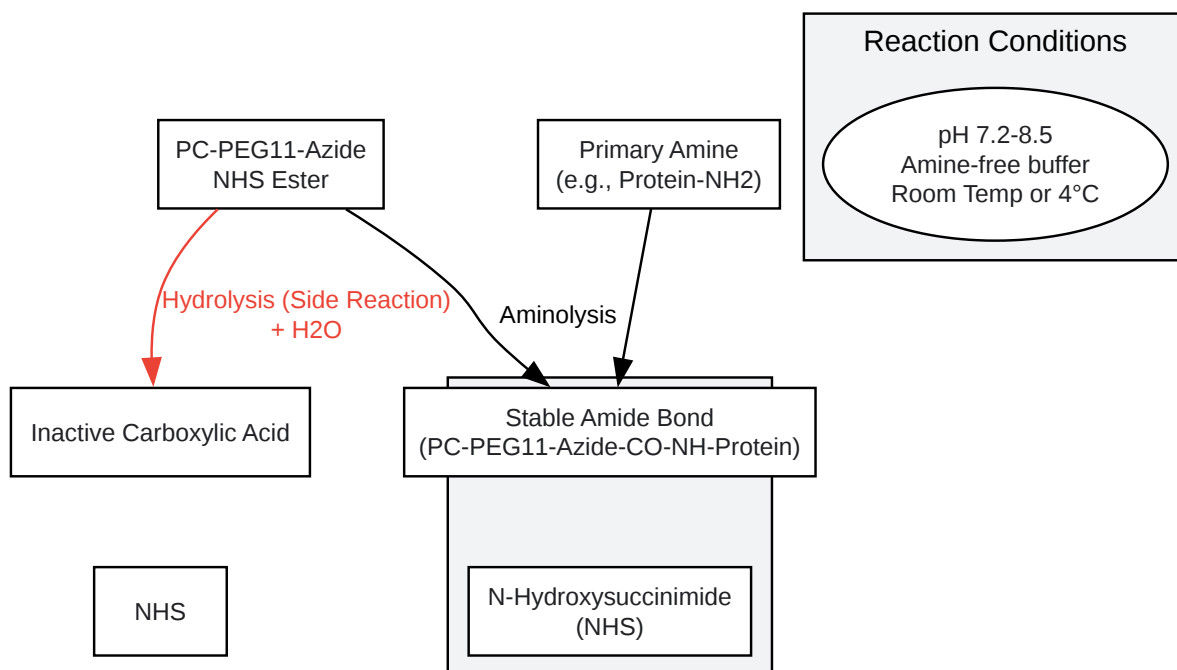 Reaction Conditions
pH 7.2-8.5
Amine-free buffer
Room Temp or 4°C
PC-PEG11-Azide
NHS Ester
Primary Amine
(e.g., Protein-NH2)
Hydrolysis (Side Reaction)
+ H2O
Aminolysis
Inactive Carboxylic Acid
Stable Amide Bond
(PC-PEG11-Azide-CO-NH-Protein)
NHS
N-Hydroxysuccinimide
(NHS)